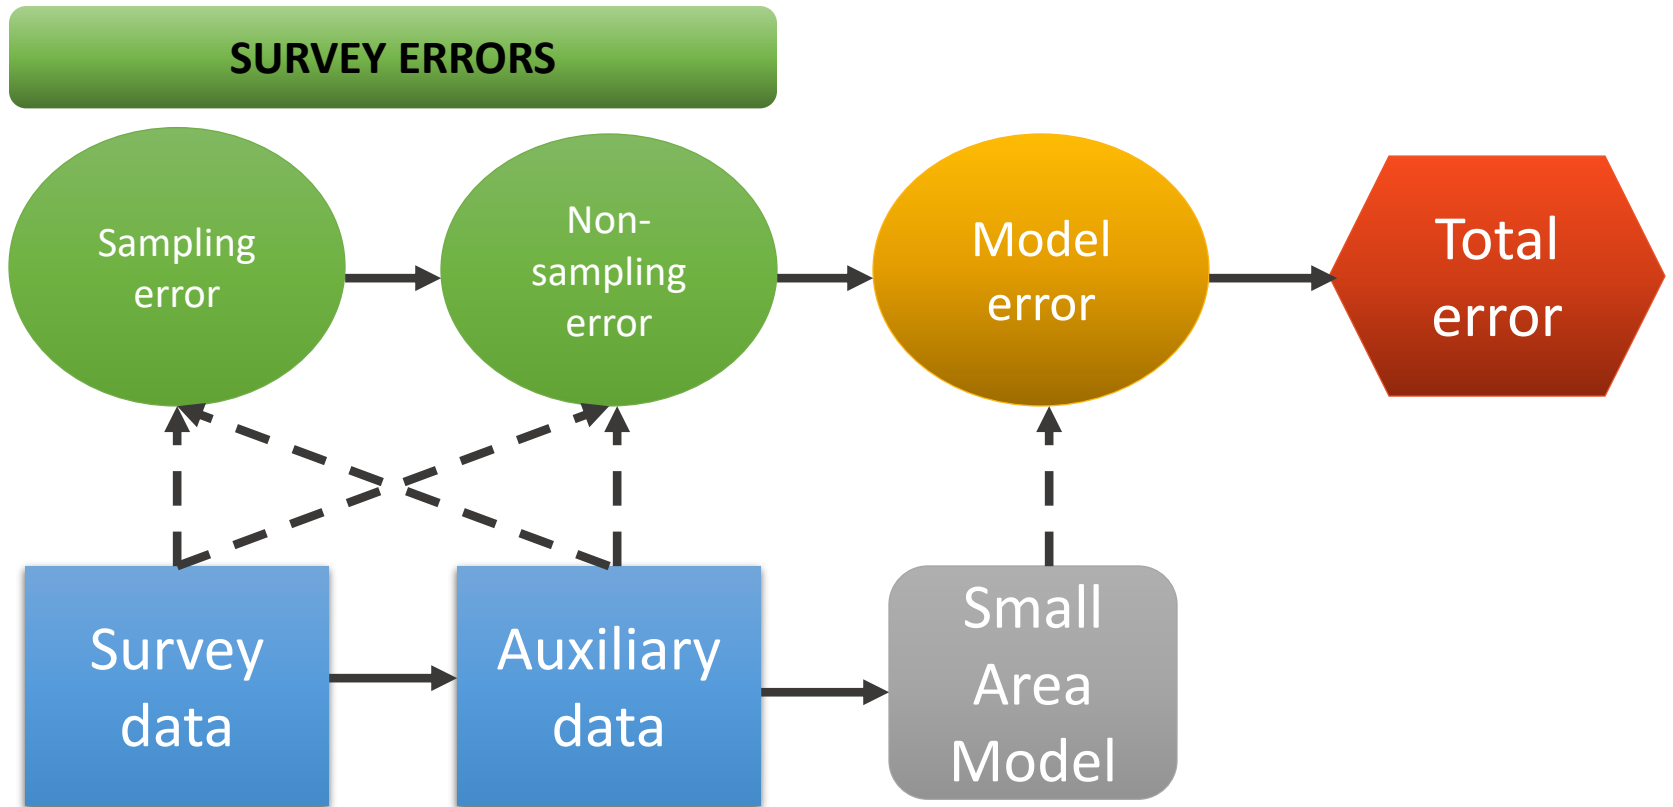 SURVEY ERRORS
Sampling
error
Non-
sampling
error
Model
error
Total
error
Survey
data
Auxiliary
data
Small
Area
Model